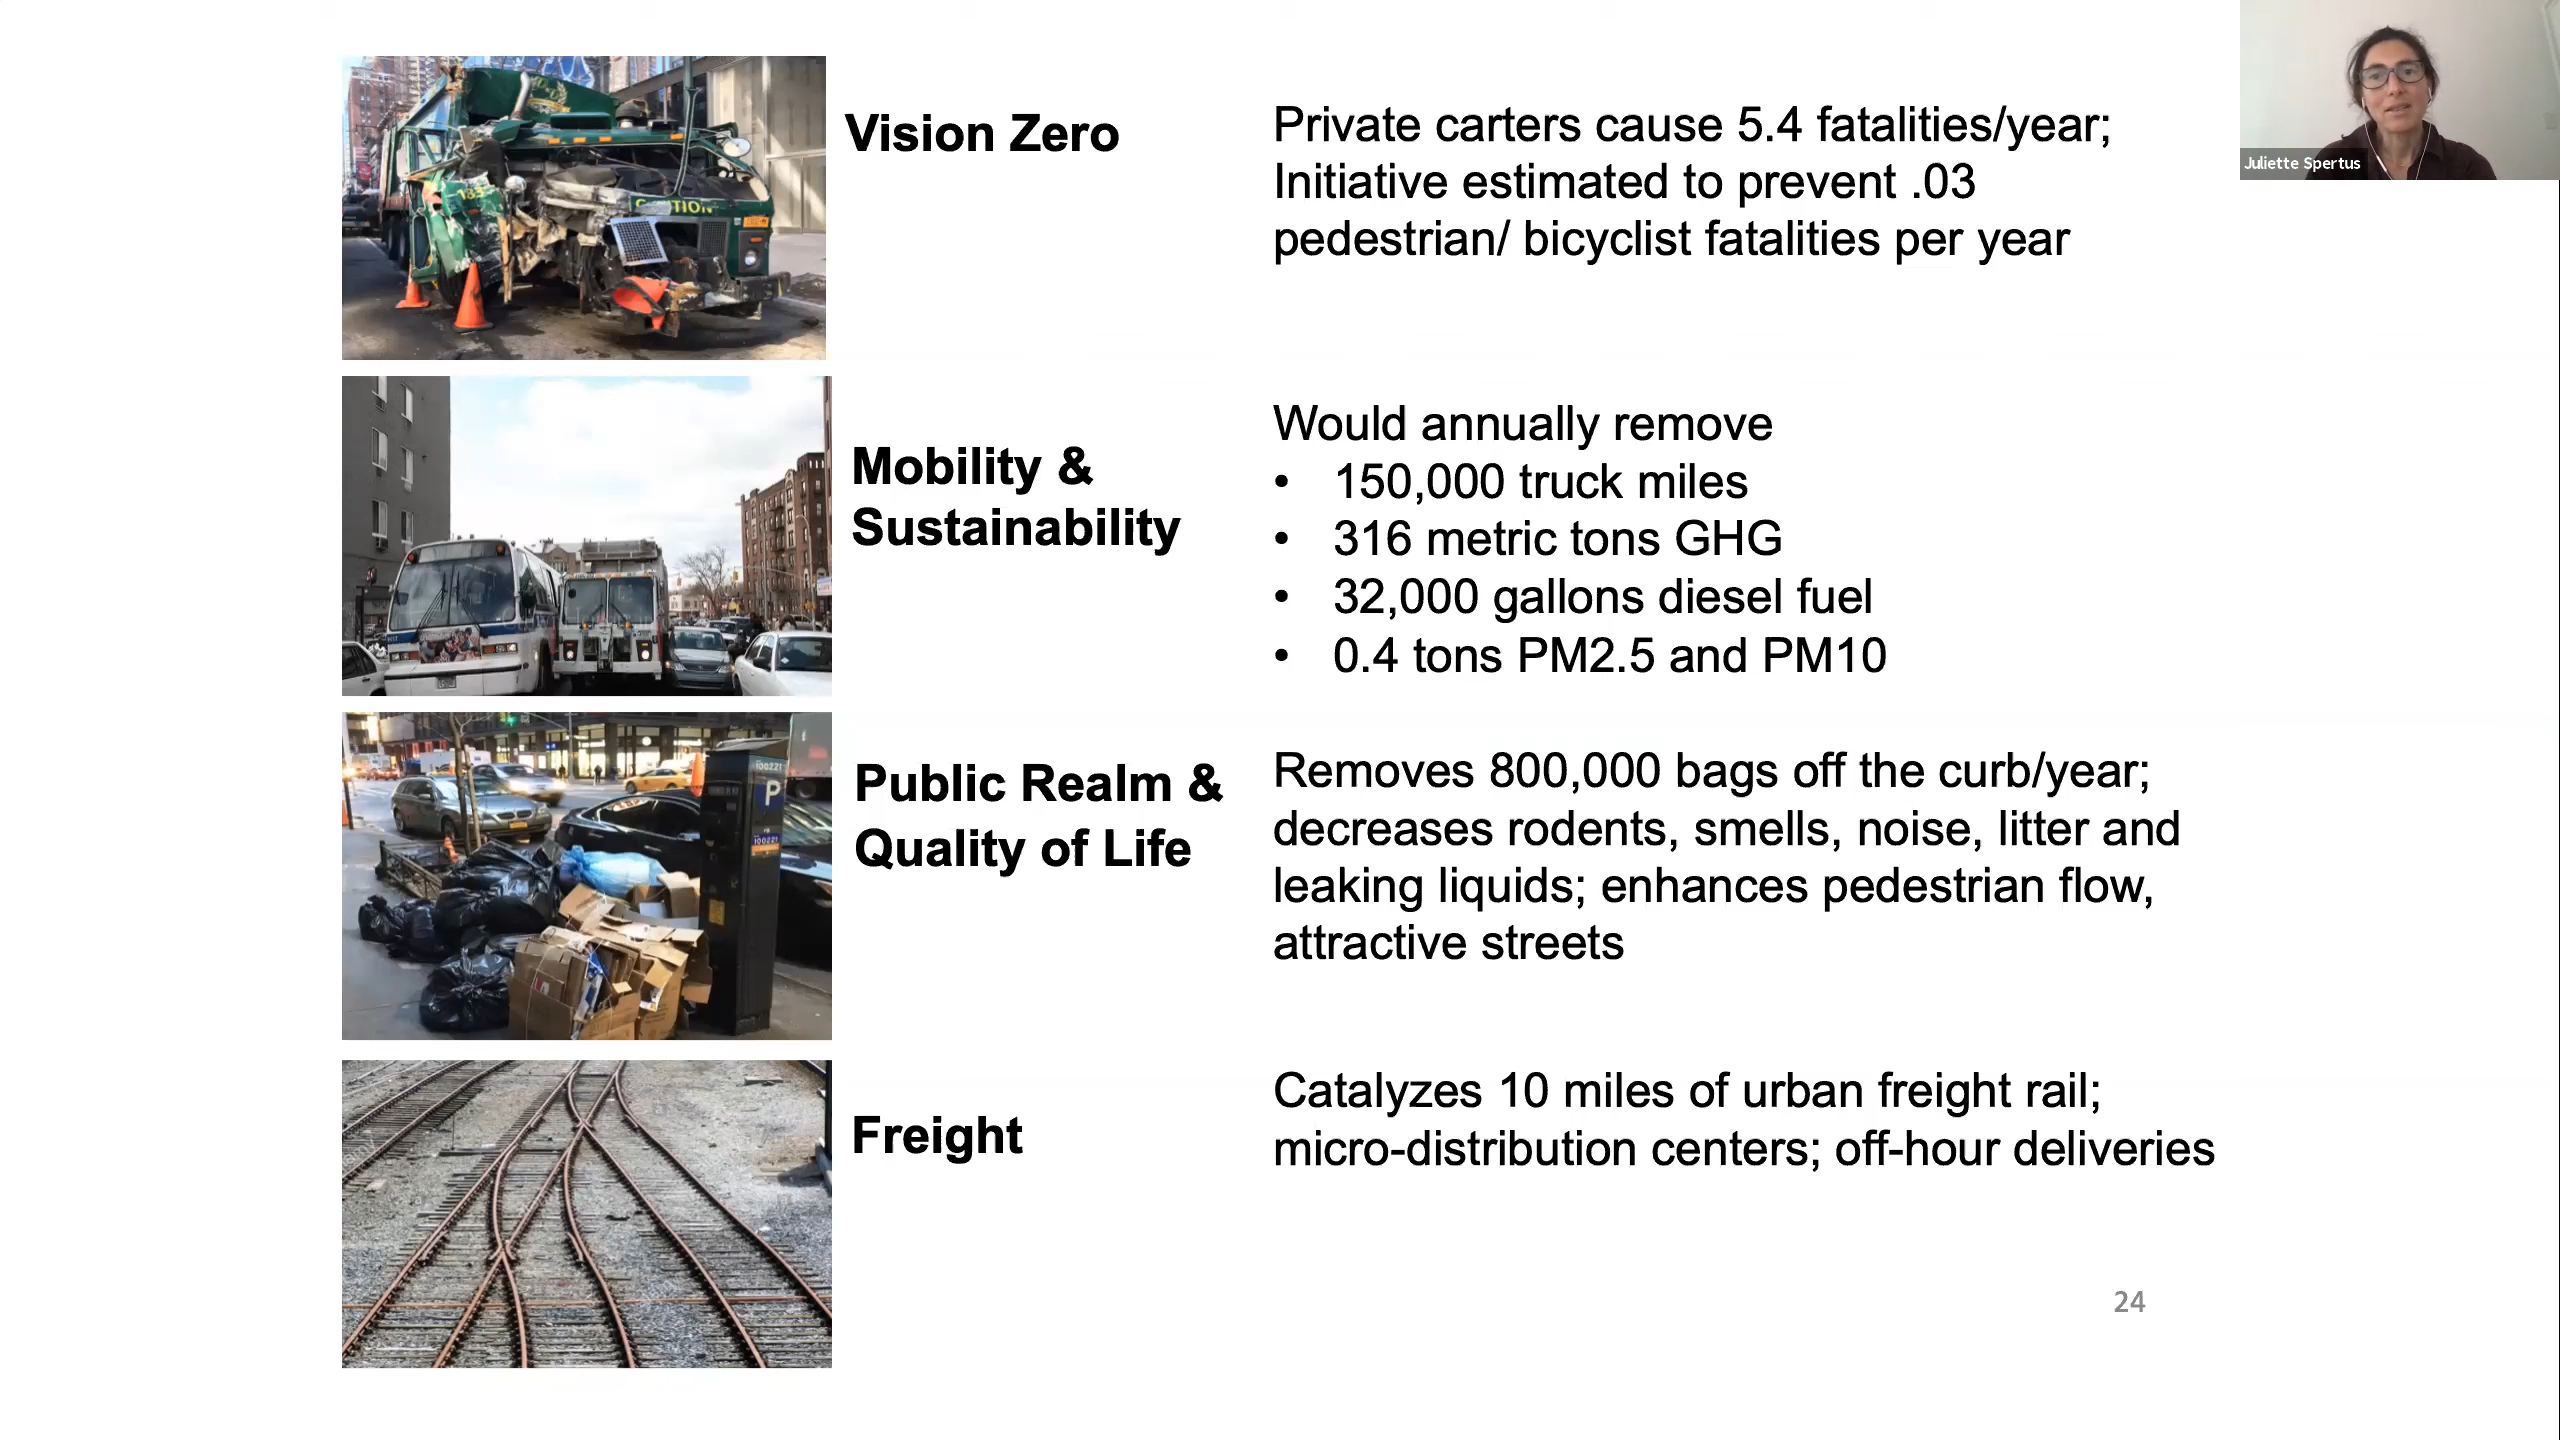 Vision Zero
Private carters cause 5.4 fatalities/year;
Initiative estimated to prevent .03
pedestrian/ bicyclist fatalities per year
Juliette Spertus
Mobility &
Sustainability
Would annually remove
• 150,000 truck miles
• 316 metric tons GHG
• 32,000 gallons diesel fuel
• 0.4 tons PM2.5 and PM10
100221
P
100221
Public Realm &
Quality of Life
Removes 800,000 bags off the curb/year;
decreases rodents, smells, noise, litter and
leaking liquids; enhances pedestrian flow,
attractive streets
Freight
Catalyzes 10 miles of urban freight rail;
micro-distribution centers; off-hour deliveries
24